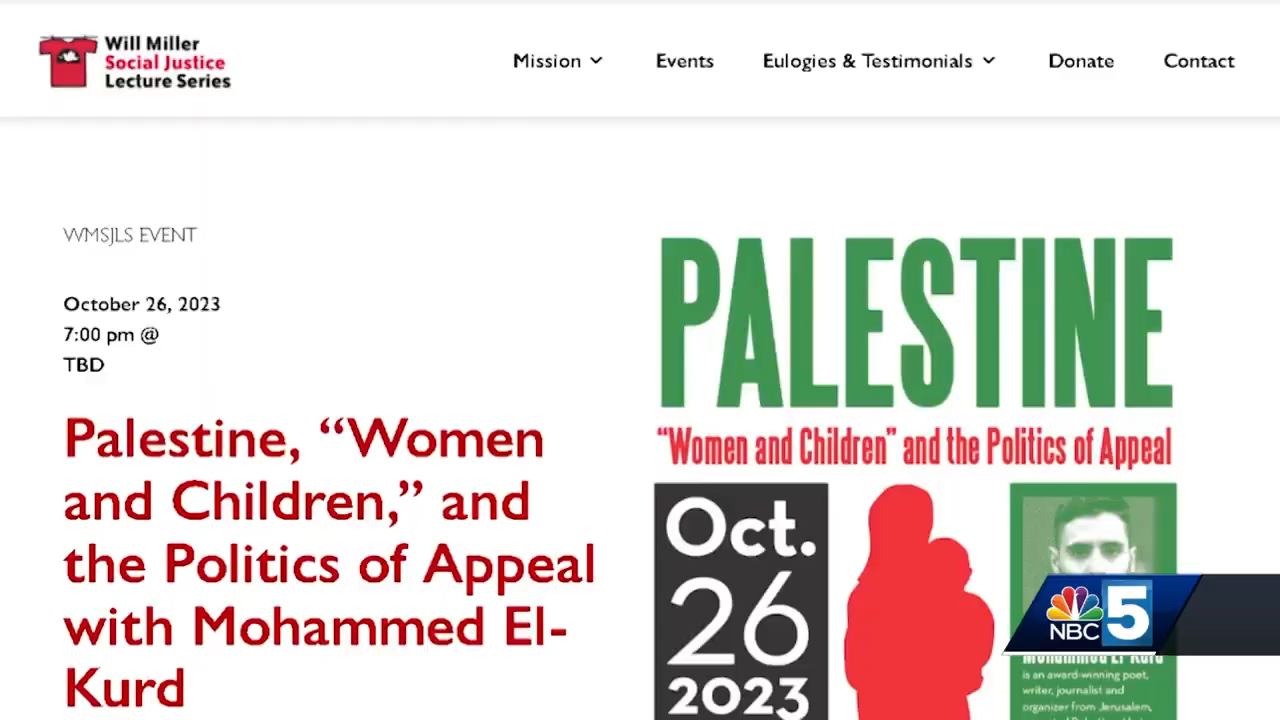 Will Miller
Social Justice
Lecture Series
Mission
Events
Eulogies & Testimonials
Donate
Contact
WMSJLS EVENT
October 26, 2023
7:00 pm @
TBD
Palestine, “Women
and Children,” and
the Politics of Appeal
with Mohammed El-
Kurd
PALESTINE
“Women and Children” and the Politics of Appeal
Oct.
26
2023
NBC 5
Mohammed El-Kurd
is an award-winning poet,
writer, journalist and
organizer from Jerusalem,